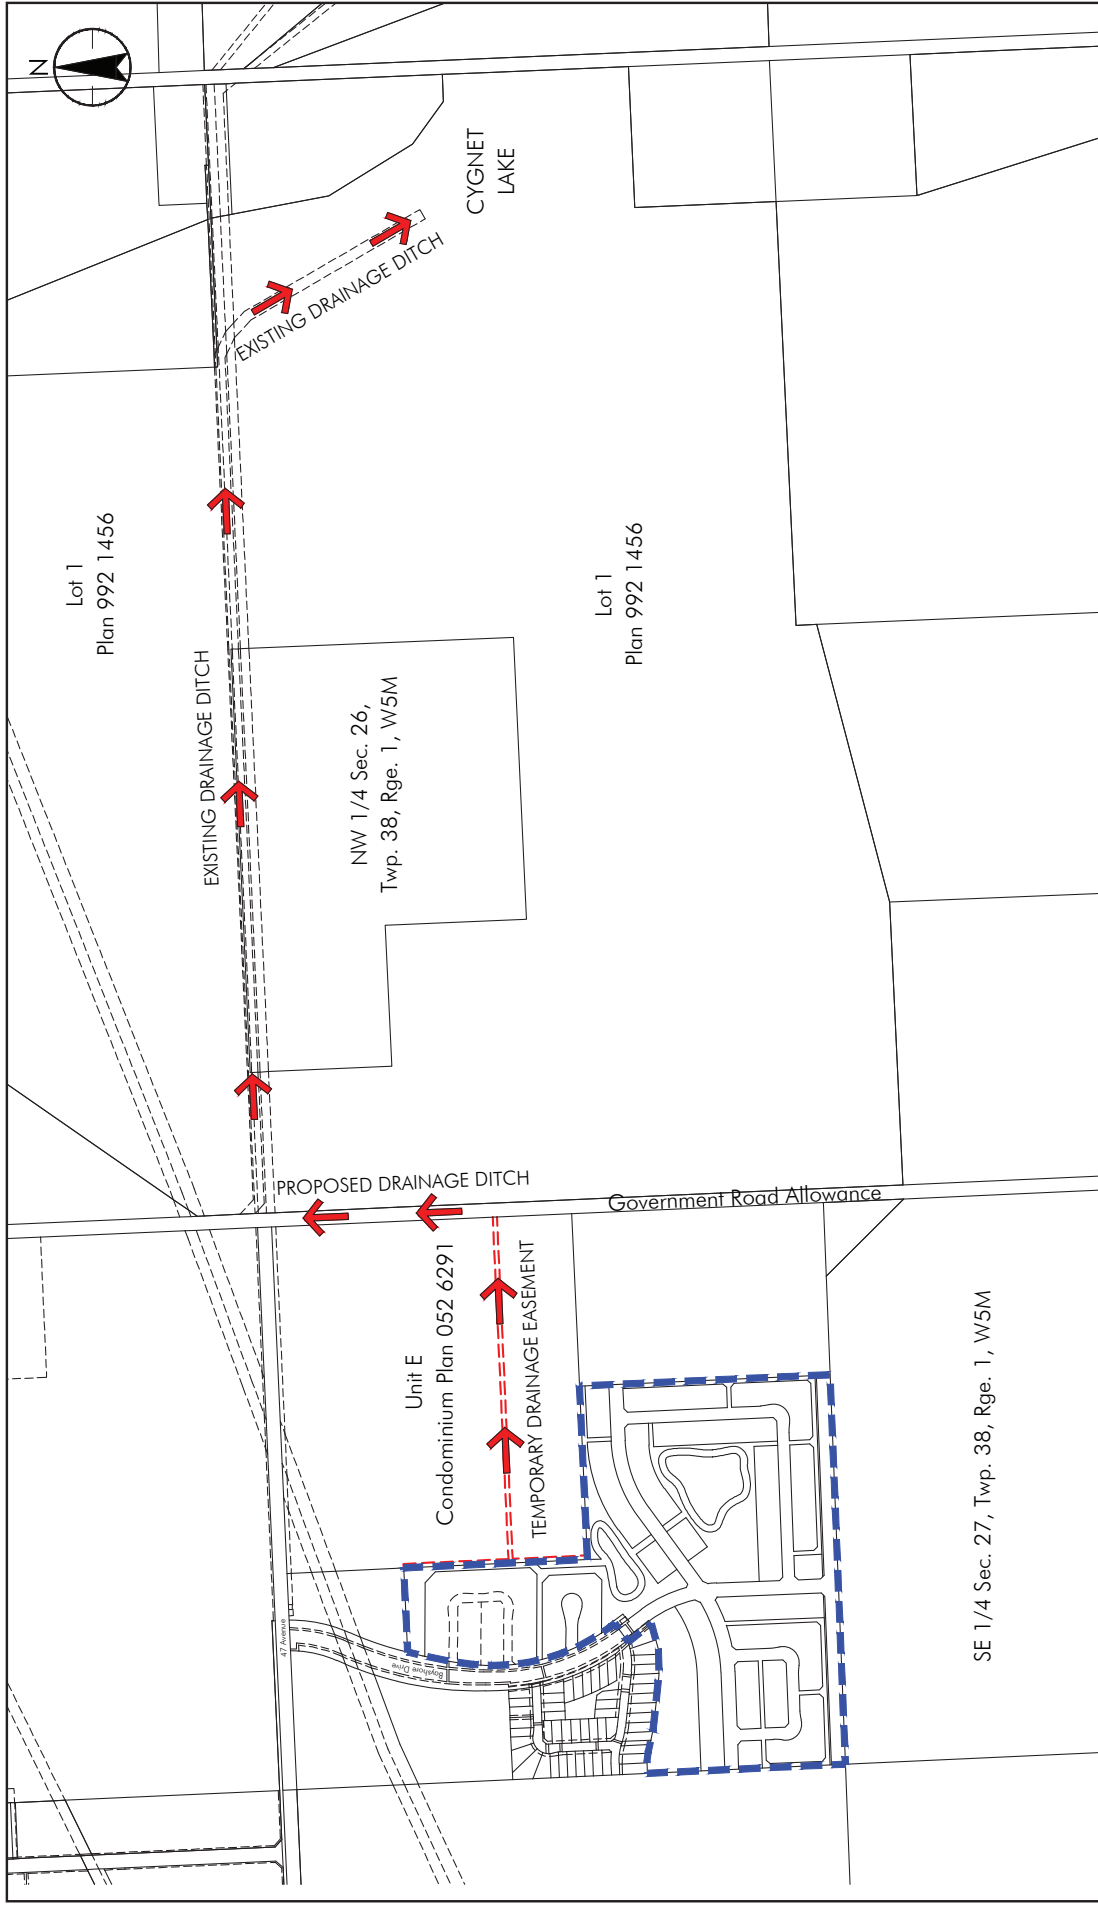 N
CYGNET
LAKE
EXISTING DRAINAGE DITCH
Lot 1
Plan 992 1456
Lot 1
Plan 992 1456
EXISTING DRAINAGE DITCH
NW 1/4 Sec. 26,
Twp. 38, Rge. 1, W5M
PROPOSED DRAINAGE DITCH
Government Road Allowance
Unit E
Condominium Plan 052 6291
TEMPORARY DRAINAGE EASEMENT
SE 1/4 Sec. 27, Twp. 38, Rge. 1, W5M
47 Avenue
Bayshore Drive